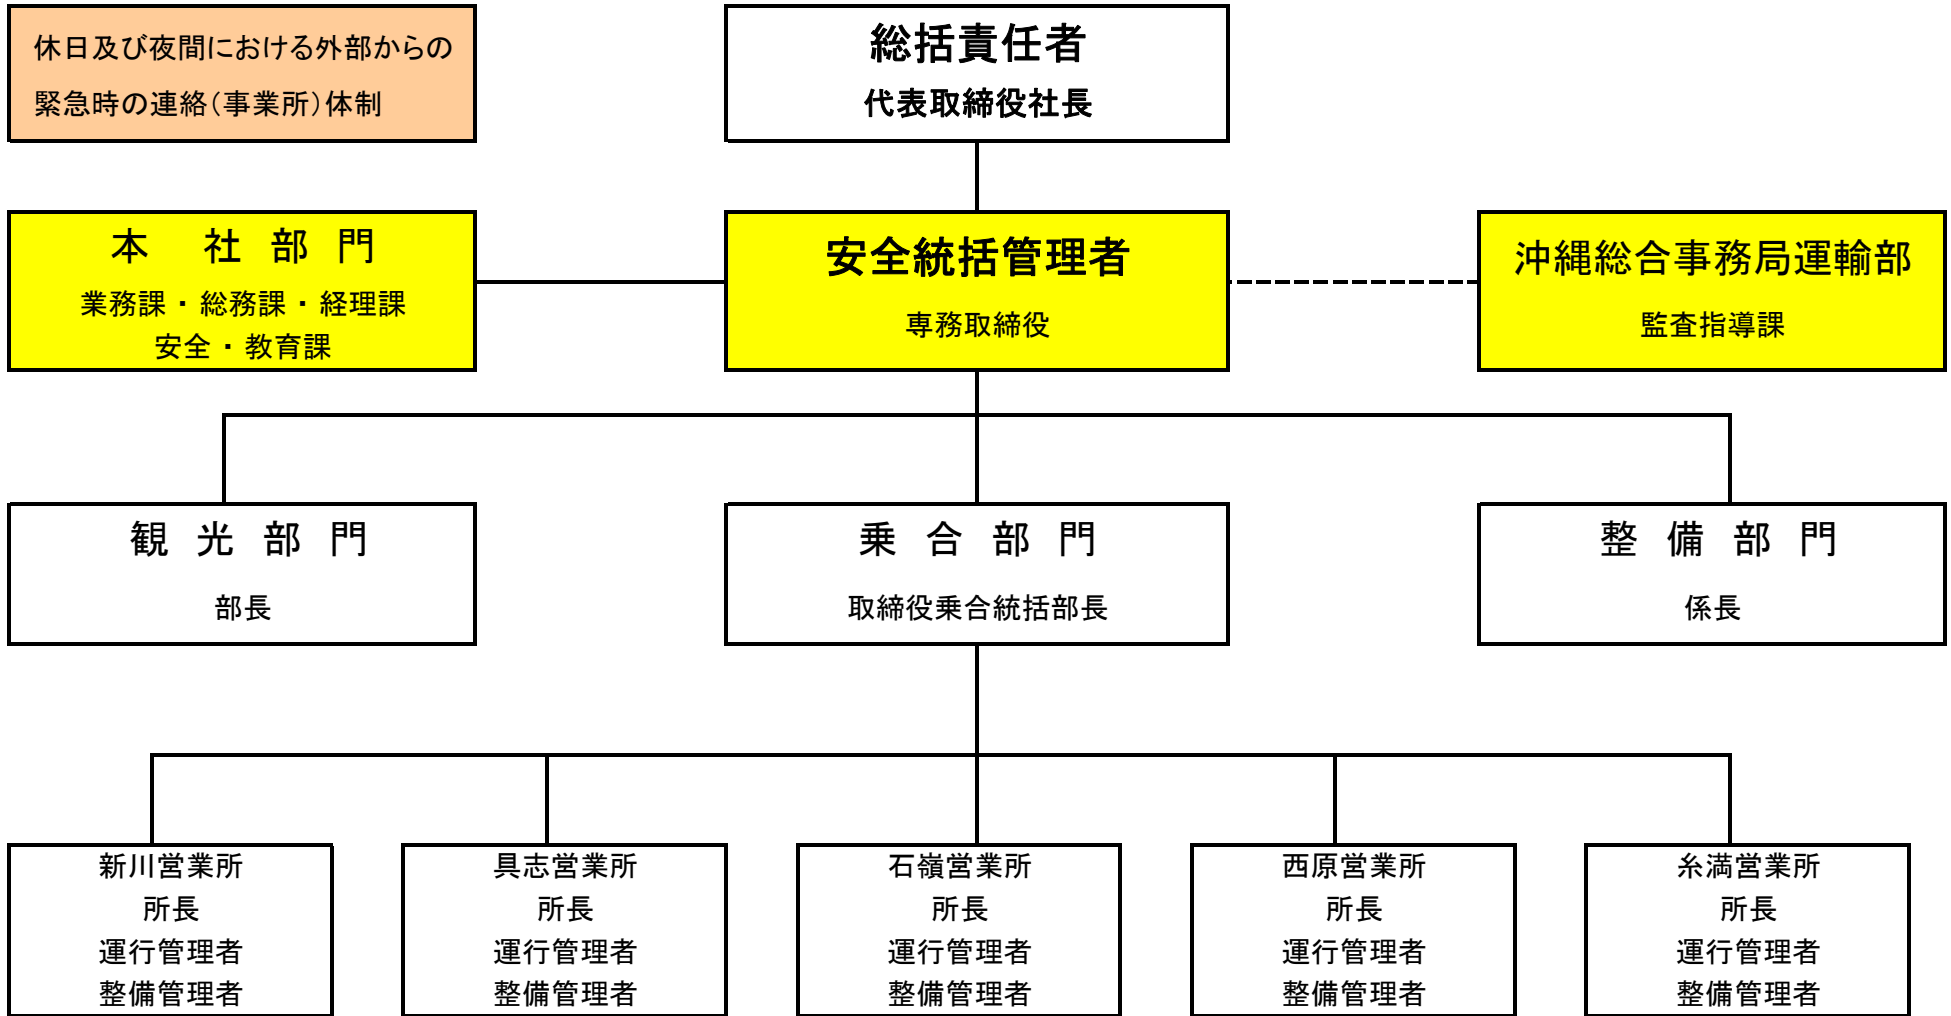 休日及び夜間における外部からの
緊急時の連絡（事業所）体制
総括責任者
代表取締役社長
本　社 部 門
業務課・総務課・経理課
安全・教育課
安全統括管理者
専務取締役
沖縄総合事務局運輸部
監査指導課
観 光 部 門
部長
乗 合 部 門
取締役乗合統括部長
整 備 部 門
係長
新川営業所
所長
運行管理者
整備管理者
具志営業所
所長
運行管理者
整備管理者
石嶺営業所
所長
運行管理者
整備管理者
西原営業所
所長
運行管理者
整備管理者
糸満営業所
所長
運行管理者
整備管理者